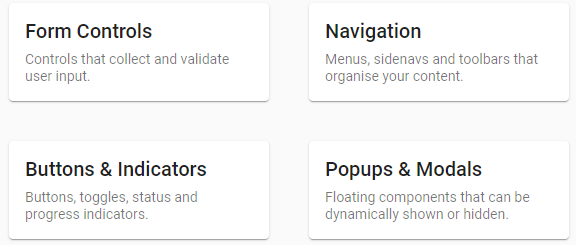 Form Controls
Controls that collect and validate
user input.
Navigation
Menus, sidenavs and toolbars that
organise your content.
Buttons & Indicators
Buttons, toggles, status and
progress indicators.
Popups & Modals
Floating components that can be
dynamically shown or hidden.